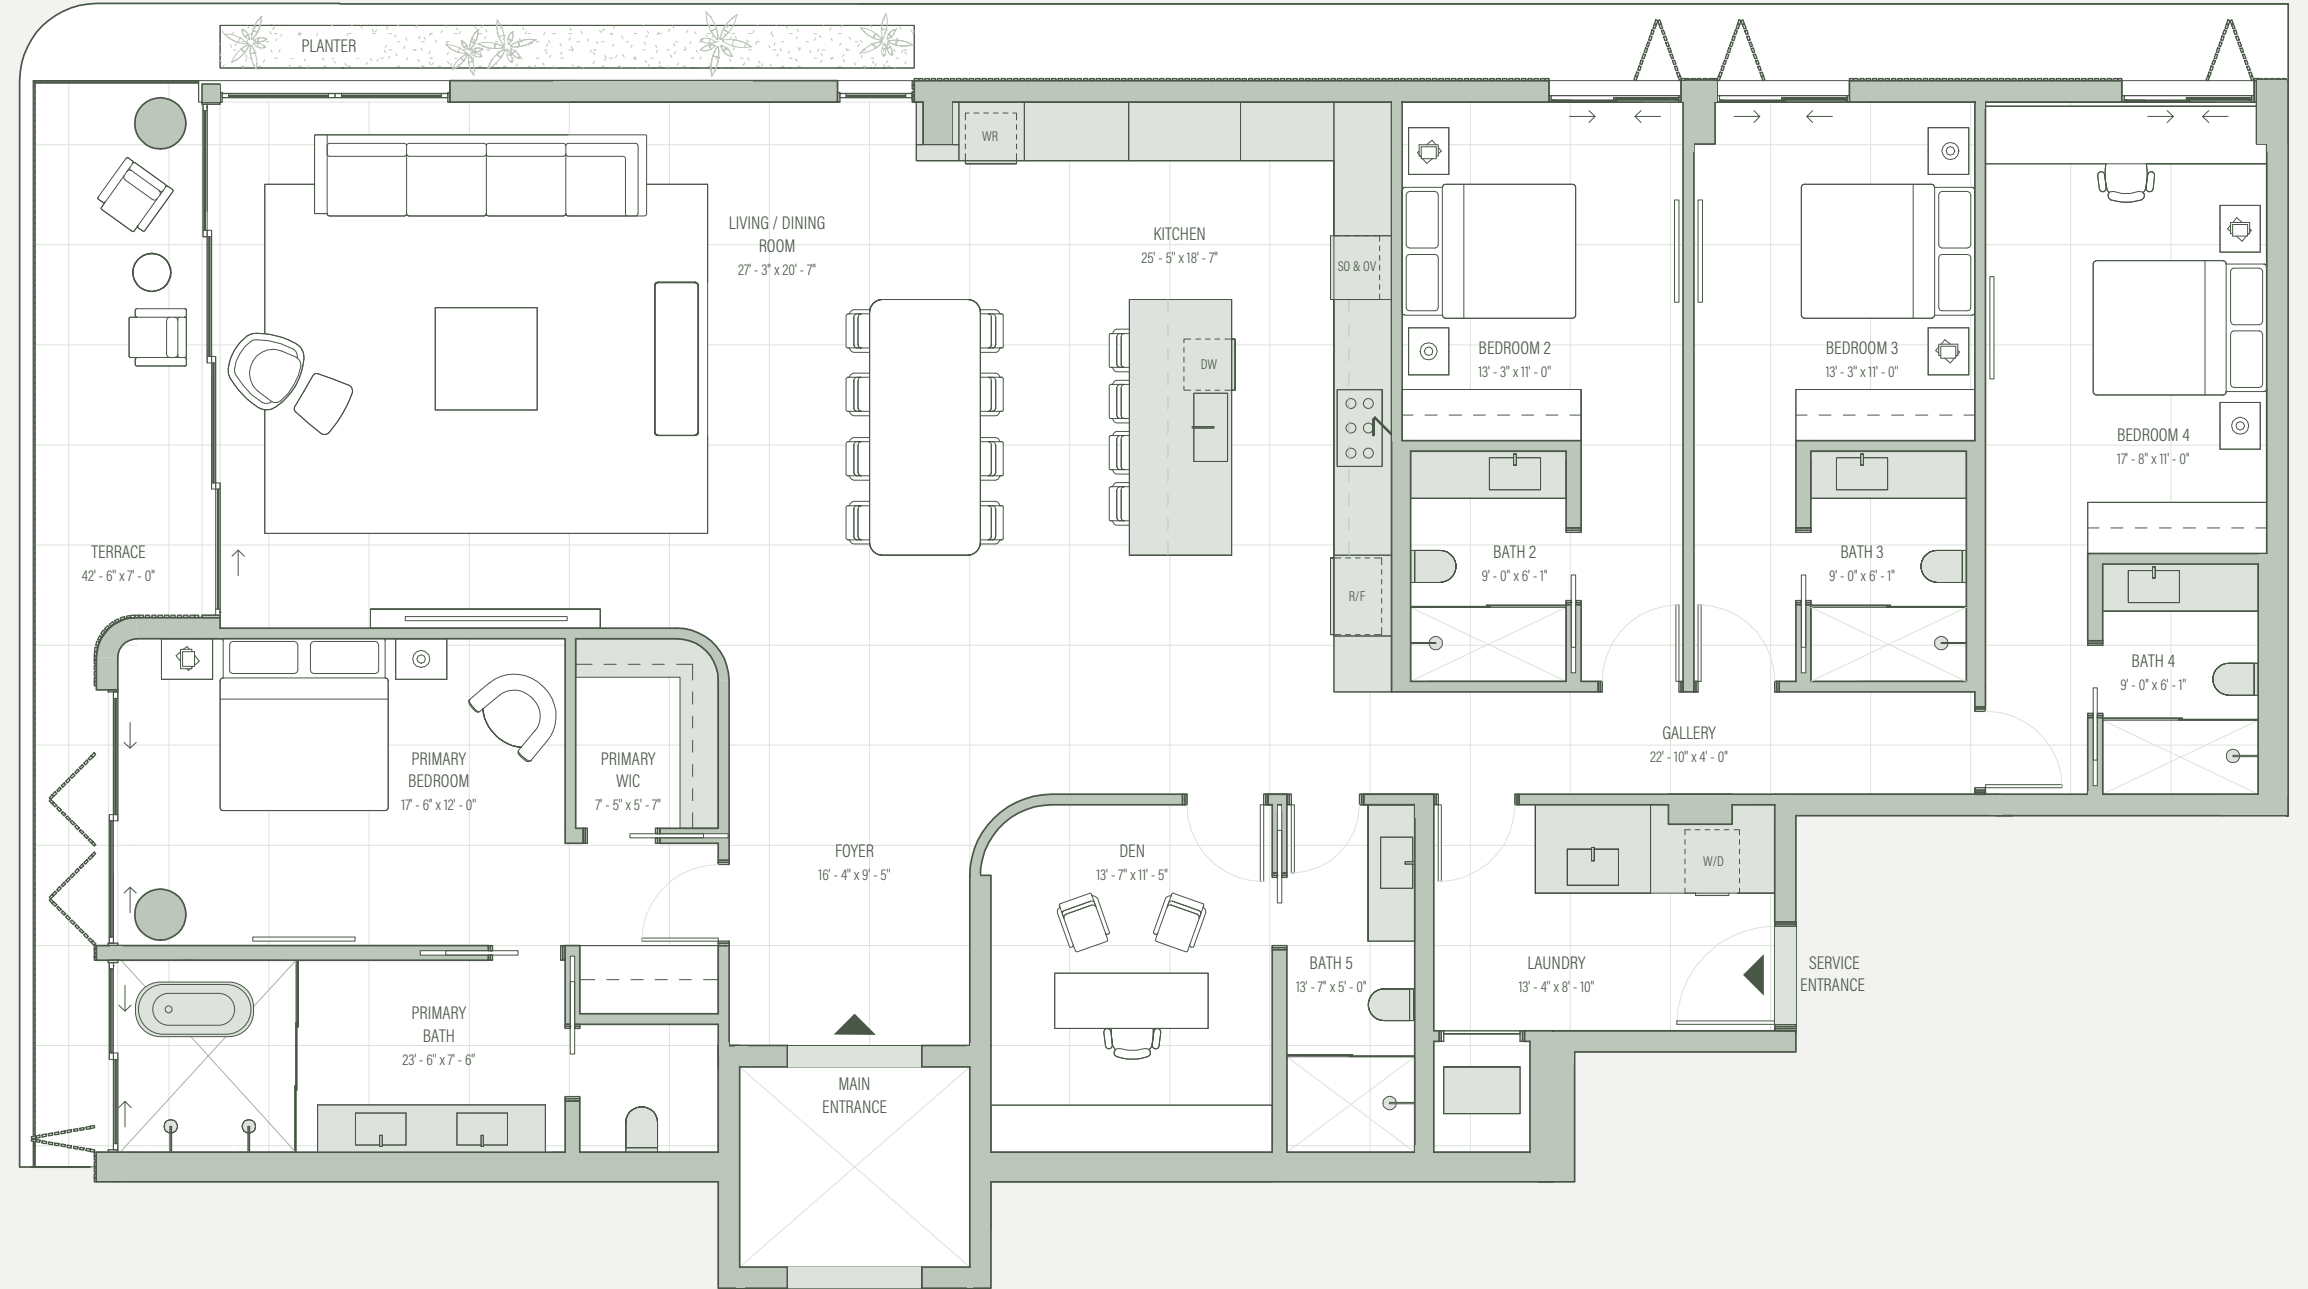 PLANTER
WR
LIVING / DINING
ROOM
27' - 3" x 20' - 7"
KITCHEN
25' - 5" x 18' - 7"
SO & OV
DW
R/F
BEDROOM 2
13' - 3" x 11' - 0"
BEDROOM 3
13' - 3" x 11' - 0"
BEDROOM 4
17' - 8" x 11' - 0"
TERRACE
42' - 6" x 7' - 0"
BATH 2
9' - 0" x 6' - 1"
BATH 3
9' - 0" x 6' - 1"
BATH 4
9' - 0" x 6' - 1"
GALLERY
22' - 10" x 4' - 0"
PRIMARY
BEDROOM
17' - 6" x 12' - 0"
PRIMARY
WIC
7' - 5" x 5' - 7"
FOYER
16' - 4" x 9' - 5"
DEN
13' - 7" x 11' - 5"
W/D
BATH 5
13' - 7" x 5' - 0"
LAUNDRY
13' - 4" x 8' - 10"
SERVICE
ENTRANCE
PRIMARY
BATH
23' - 6" x 7' - 6"
MAIN
ENTRANCE